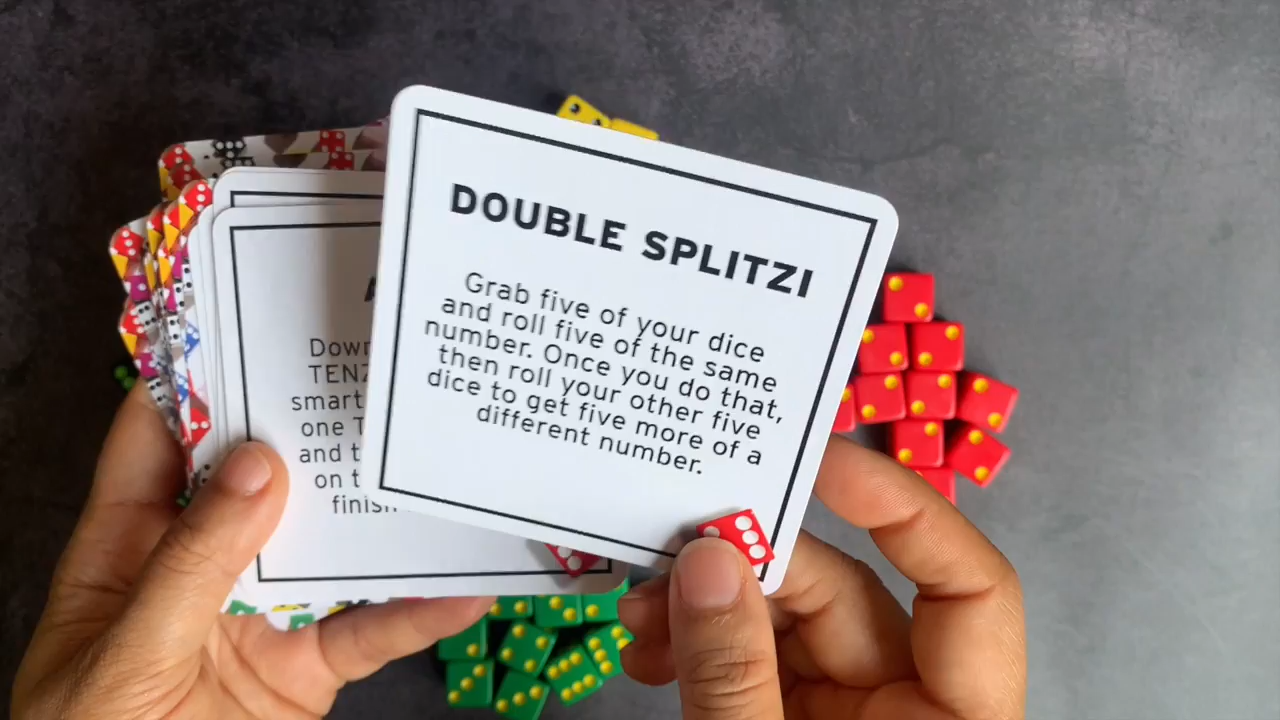 DOUBLE SPLITZI
Grab five of your dice
and roll five of the same
number. Once you do that,
then roll your other five
dice to get five more of a
different number.
Down
TENZ
smart
one T
and t
on t
finish